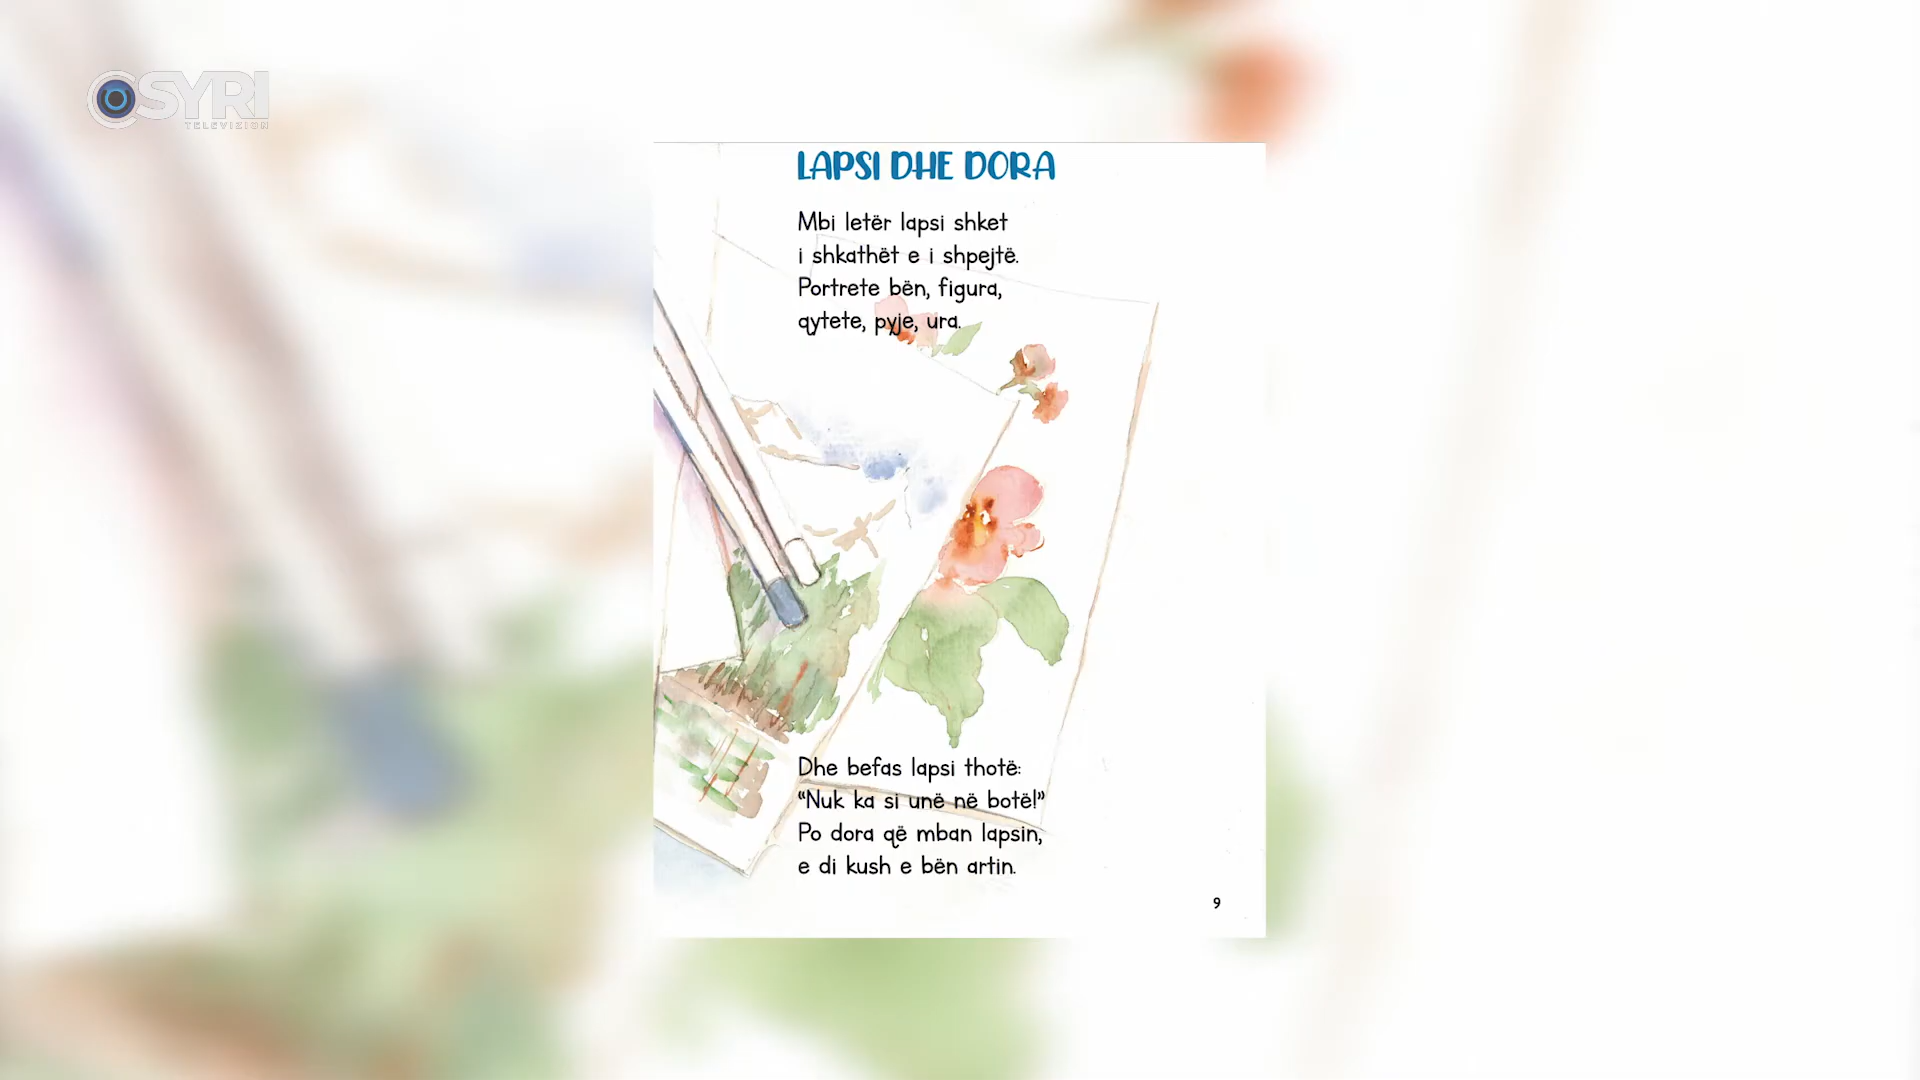 SYRI
TELEVIZION
LAPSI DHE DORA
Mbi letër lapsi shket
i shkathët e i shpejtë.
Portrete bën, figura,
qytete, pyje, ura.
Dhe befas lapsi thotë:
“Nuk ka si unë në botë!”
Po dora që mban lapsin,
e di kush e bën artin.
9